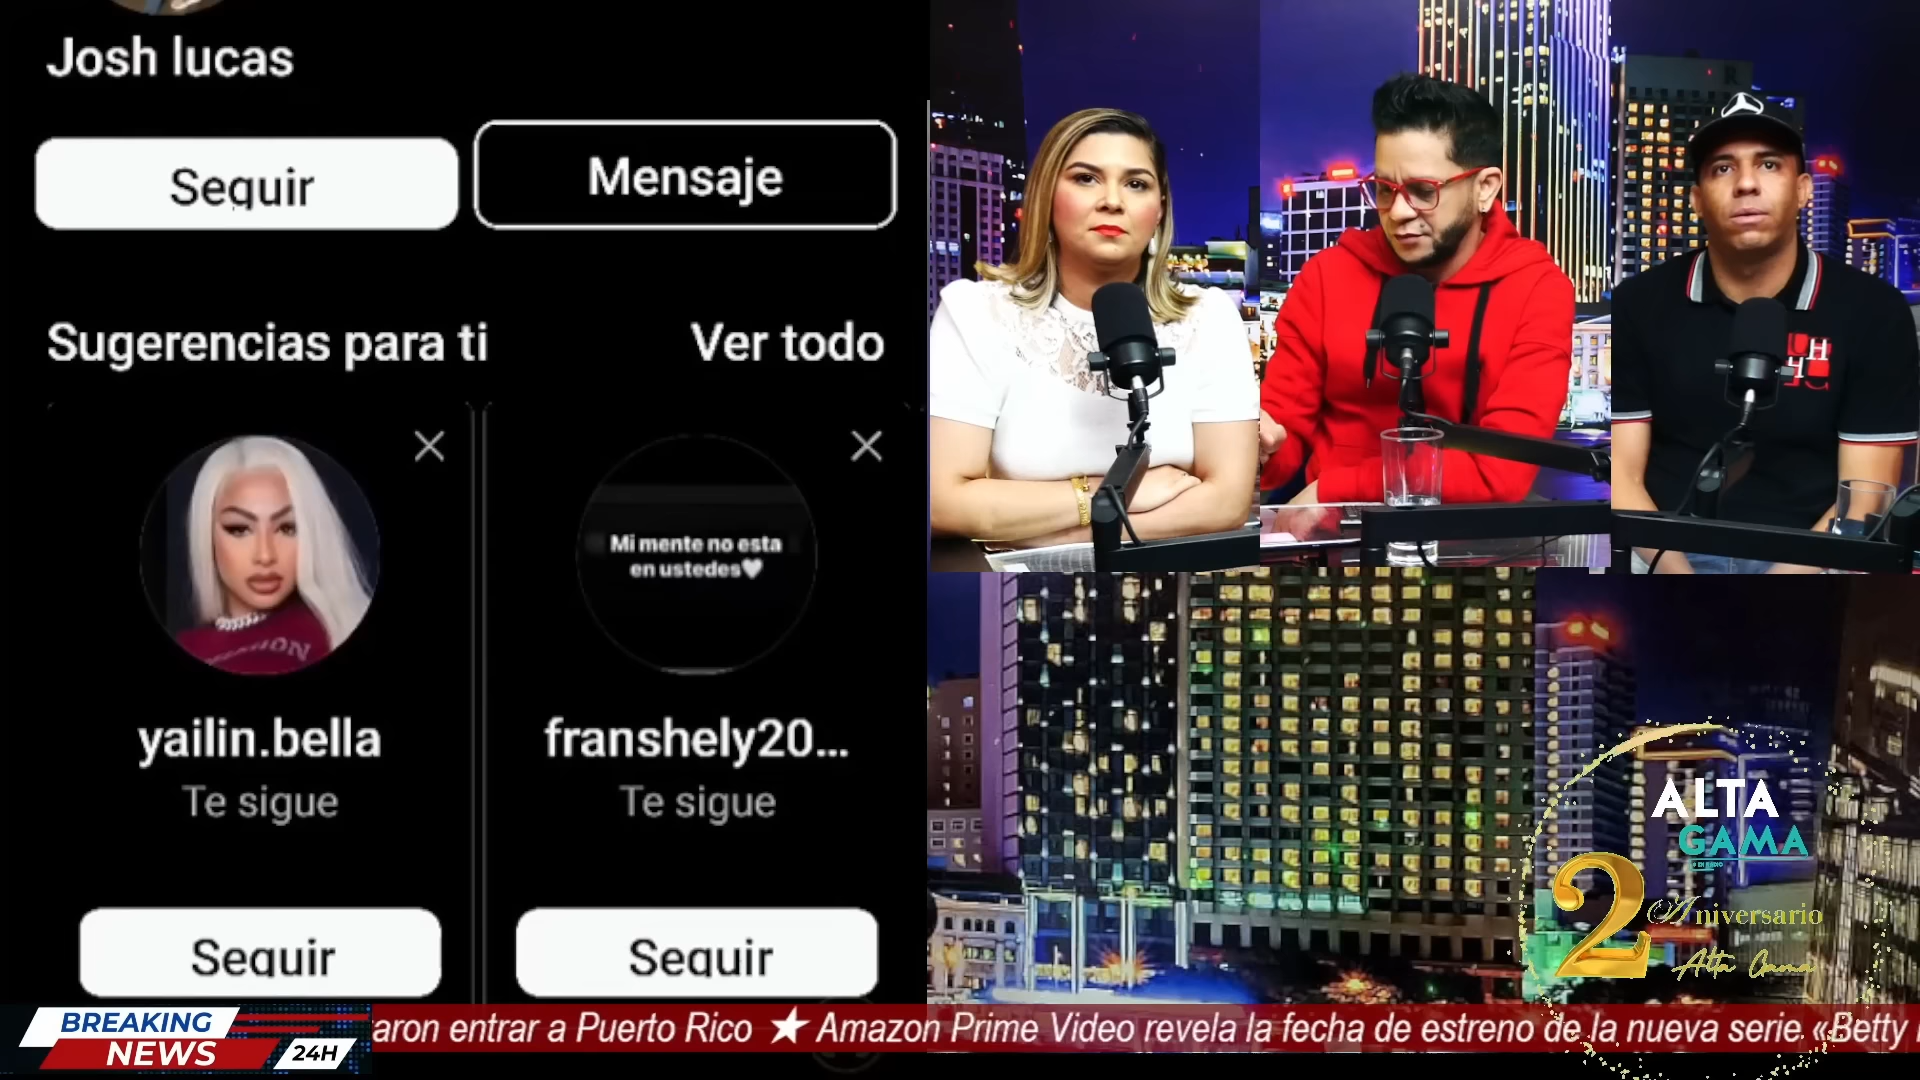 Josh lucas
Seguir
Mensaje
Sugerencias para ti
Ver todo
Mi mente no esta
en ustedes🤍
yailin.bella
franshely20...
Te sigue
Te sigue
Seguir
Seguir
ALTA
GAMA
2
Aniversario
Alta Gama
BREAKING
NEWS
24H
aron entrar a Puerto Rico ★ Amazon Prime Video revela la fecha de estreno de la nueva serie «Betty